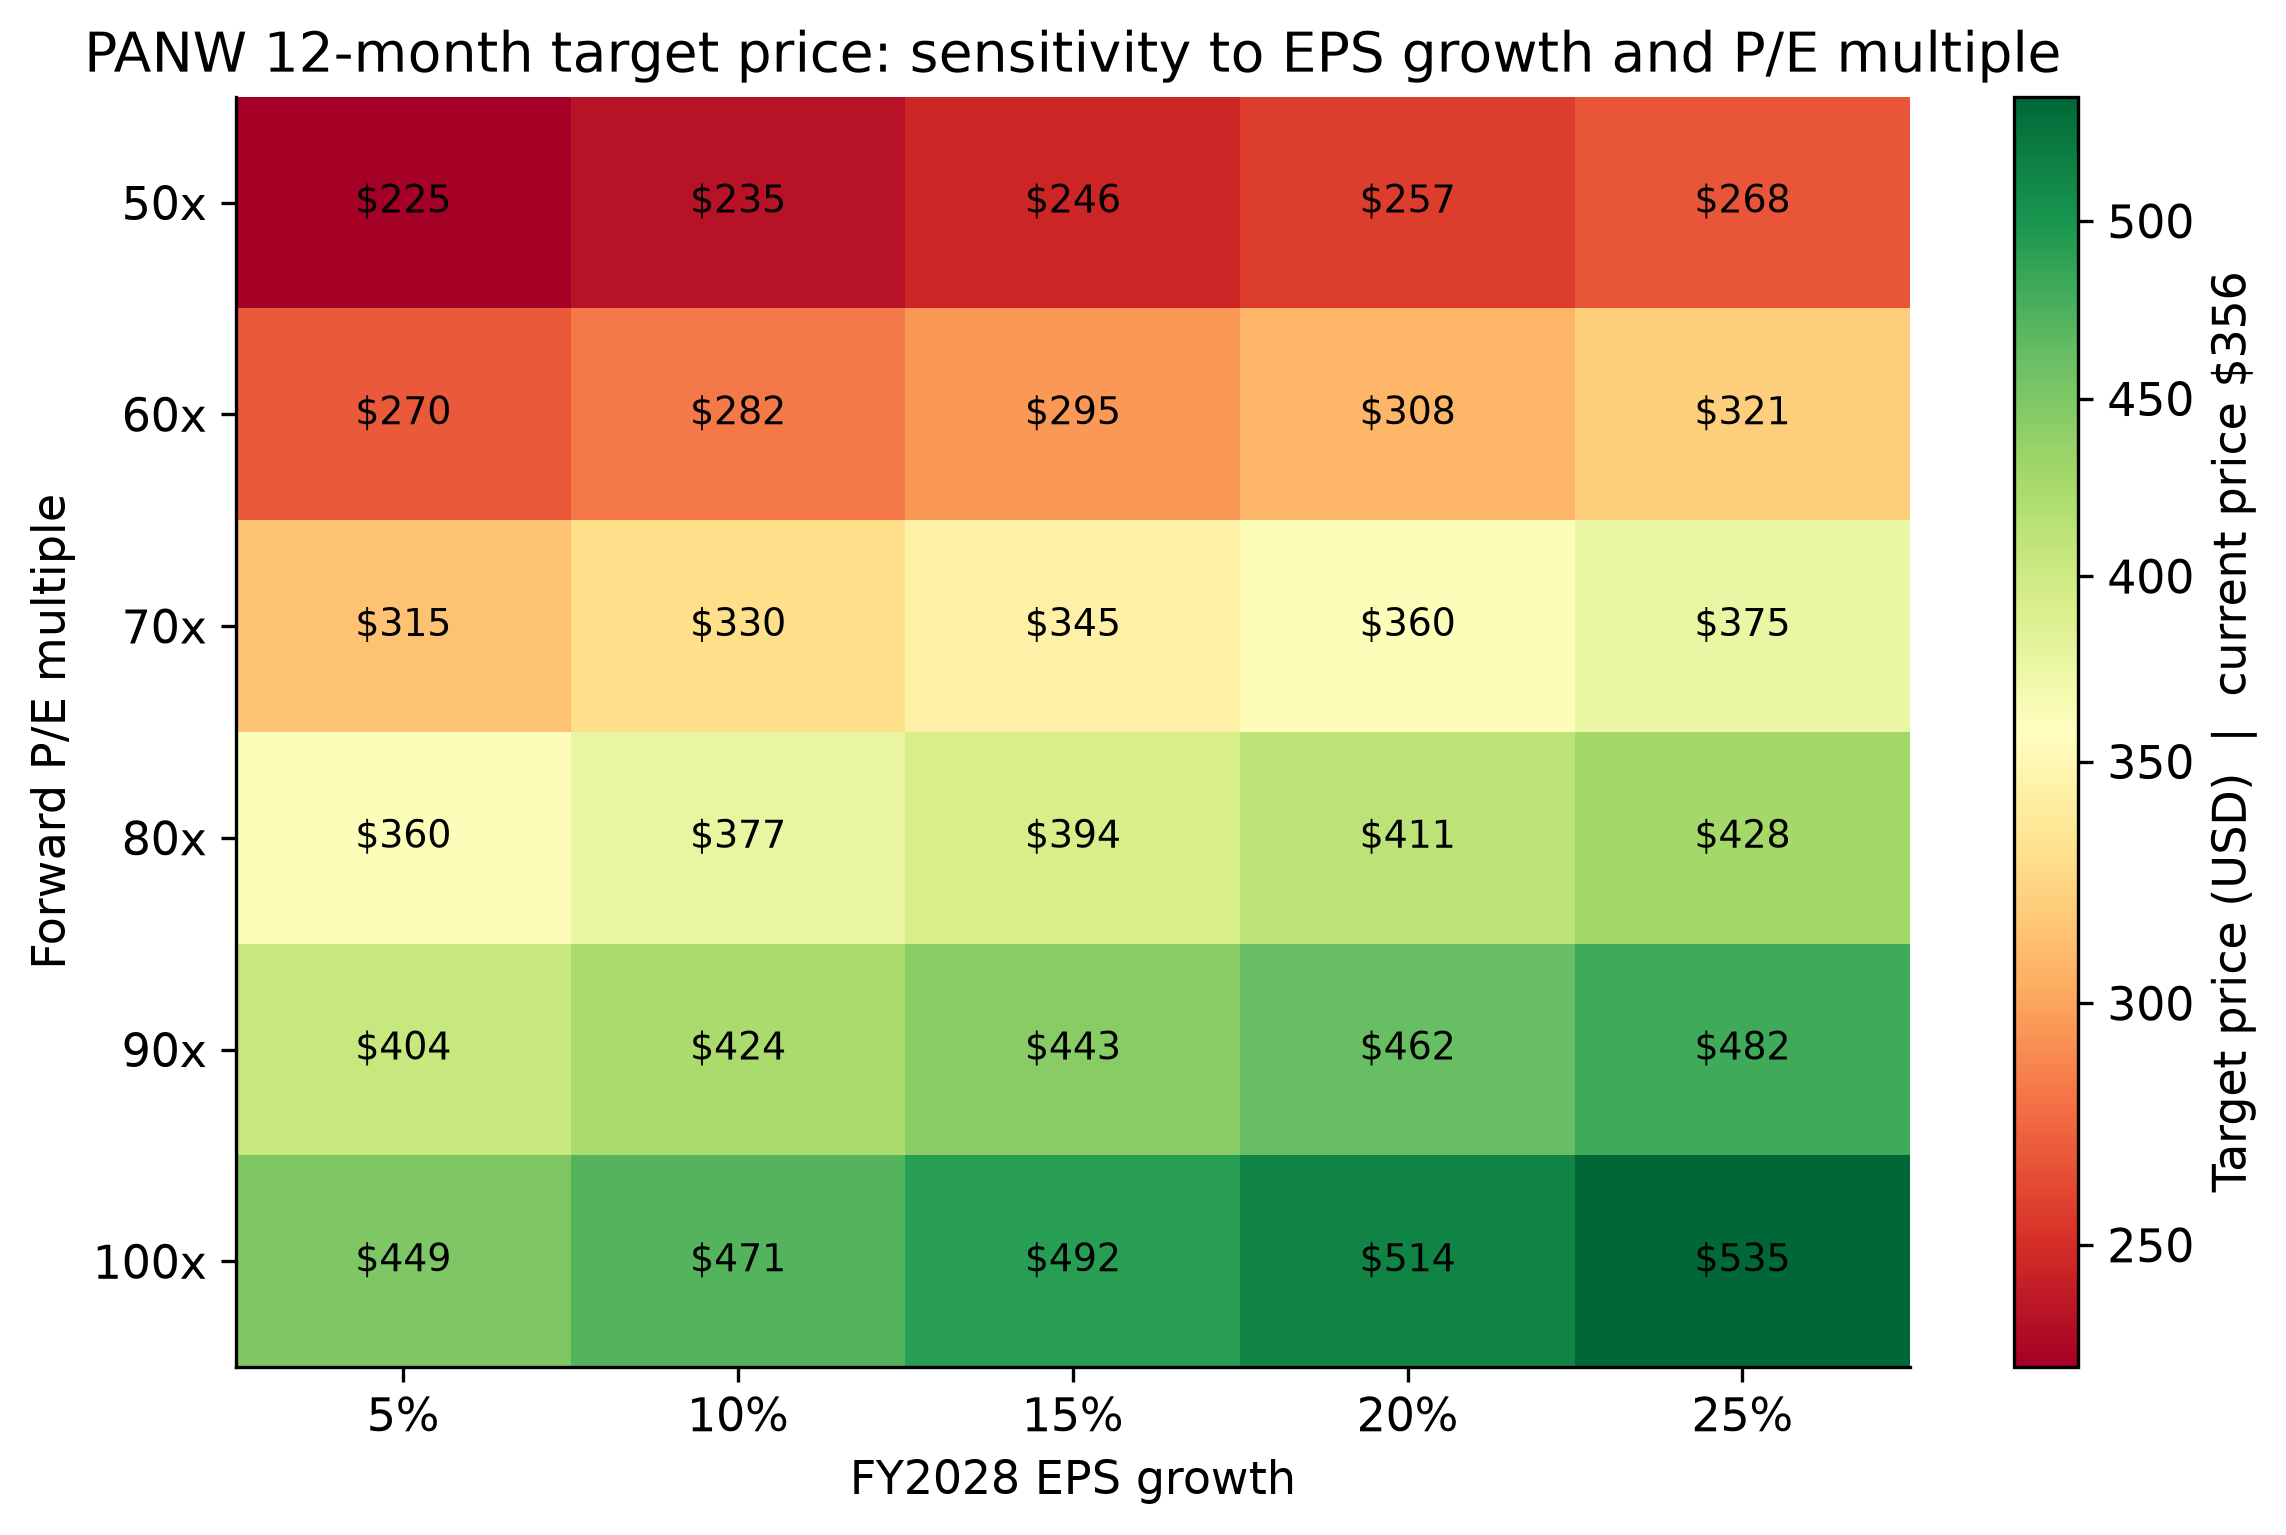 PANW 12-month target price: sensitivity to EPS growth and P/E multiple
Forward P/E multiple
50x $225 $235 $246 $257 $268
60x $270 $282 $295 $308 $321
70x $315 $330 $345 $360 $375
80x $360 $377 $394 $411 $428
90x $404 $424 $443 $462 $482
100x $449 $471 $492 $514 $535
5% 10% 15% 20% 25%
FY2028 EPS growth
500
450
400
350
300
250
Target price (USD) | current price $356